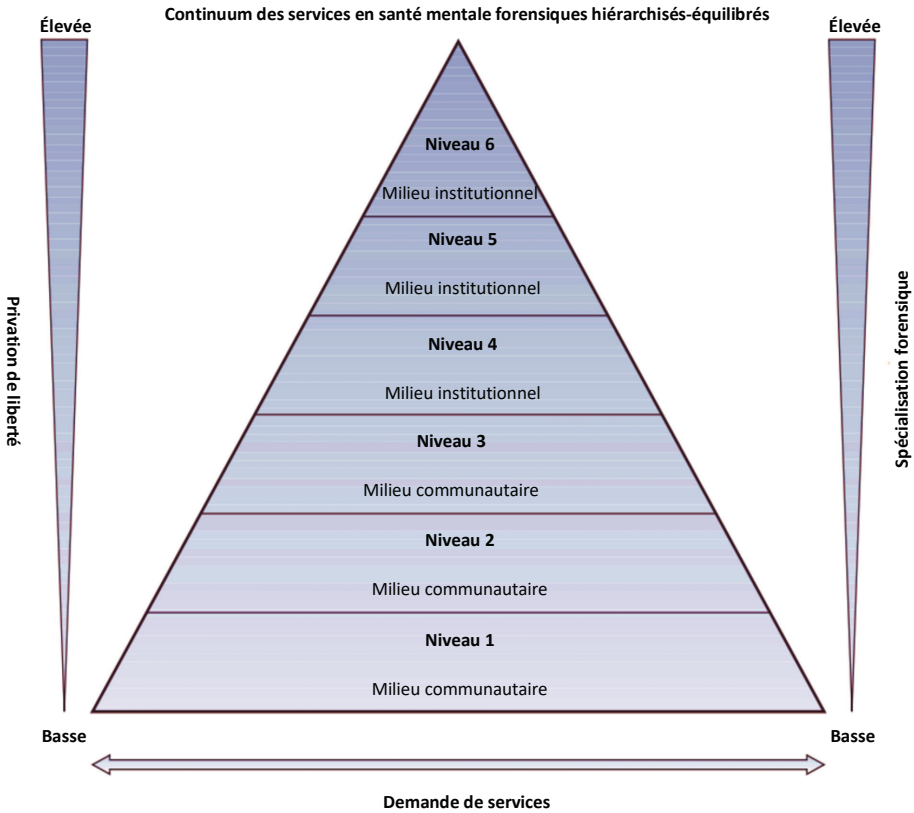 Continuum des services en santé mentale forensiques hiérarchisés-équilibrés
Élevée
Élevée
Niveau 6
Milieu institutionnel
Niveau 5
Milieu institutionnel
Privation de liberté
Spécialisation forensique
Niveau 4
Milieu institutionnel
Niveau 3
Milieu communautaire
Niveau 2
Milieu communautaire
Niveau 1
Milieu communautaire
Basse
Basse
Demande de services